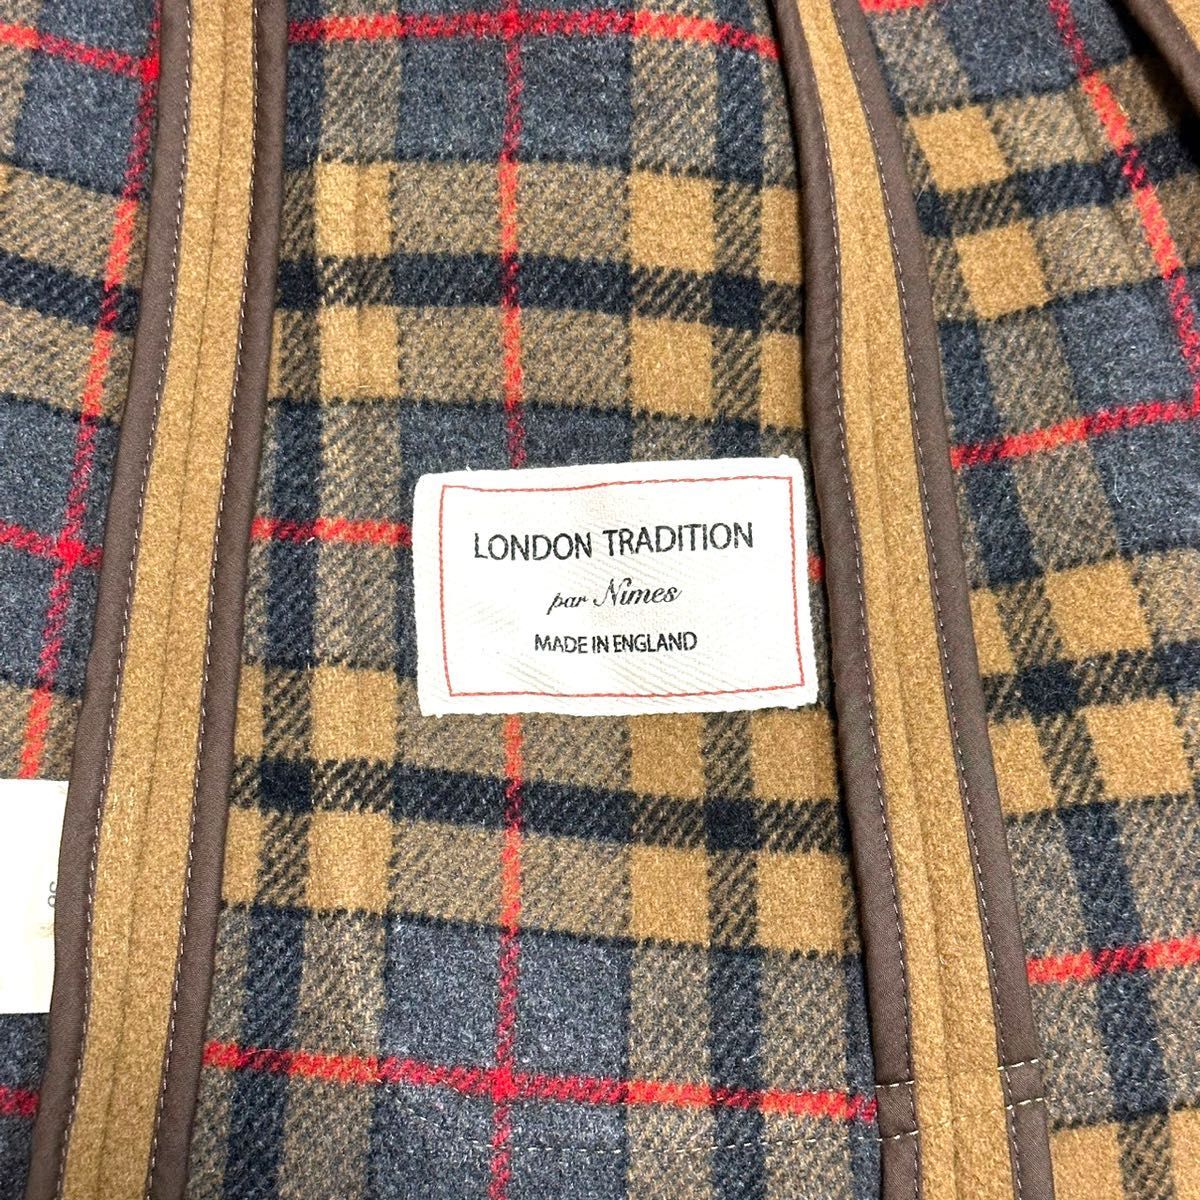 LONDON TRADITION
par Nimes
MADE IN ENGLAND